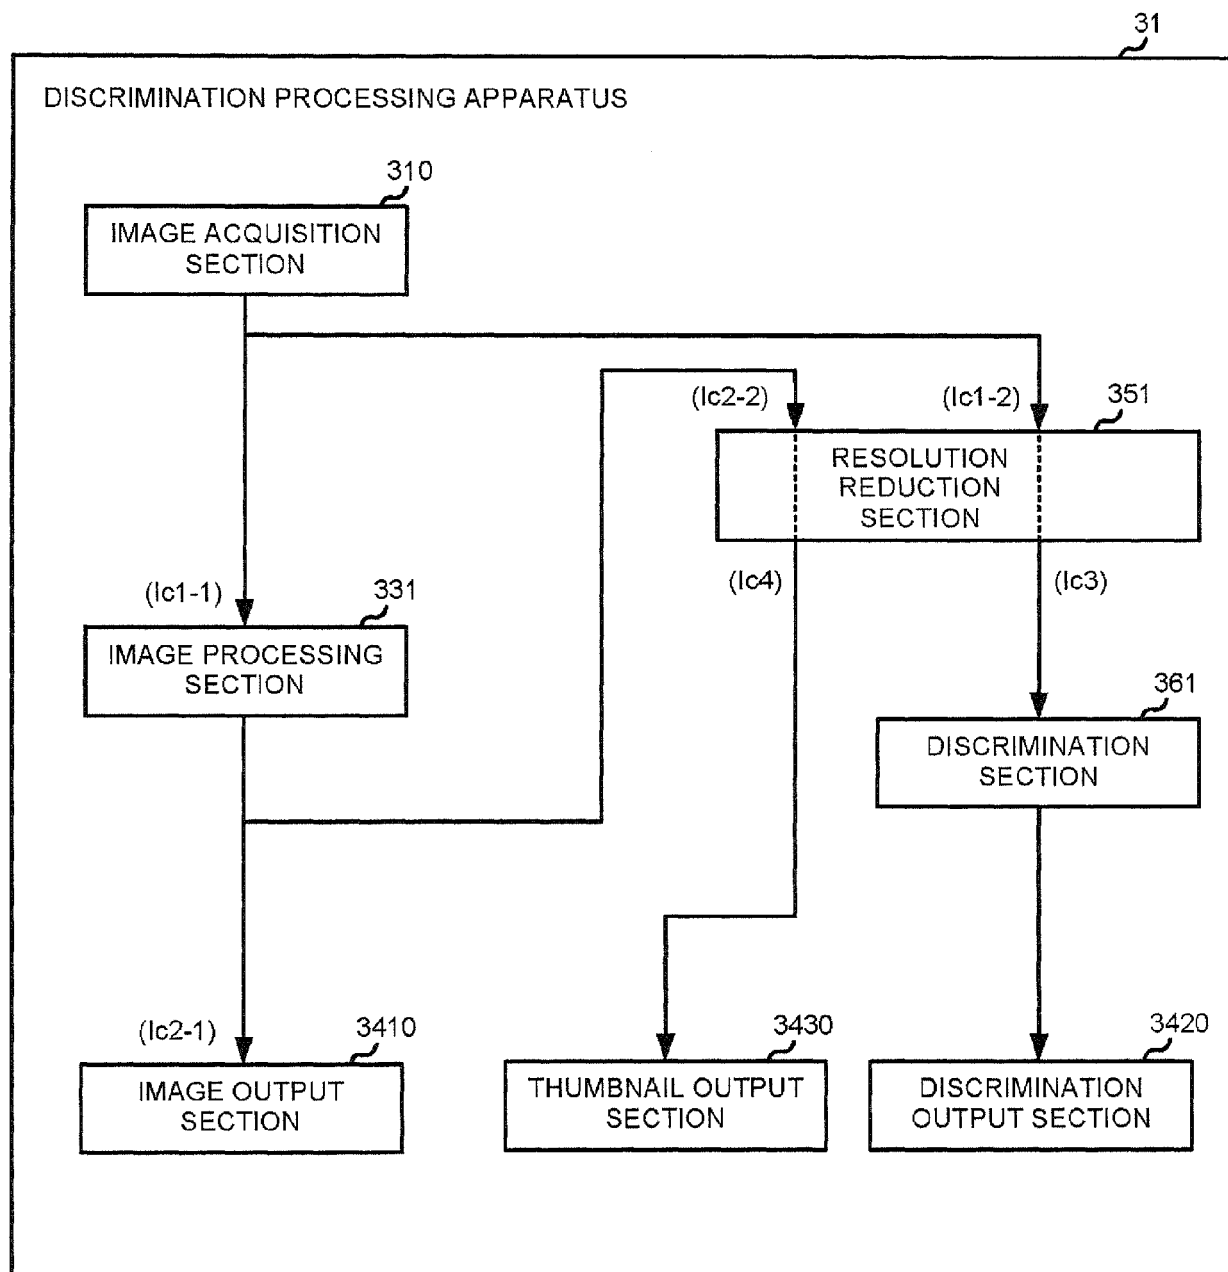 31
DISCRIMINATION PROCESSING APPARATUS
310
IMAGE ACQUISITION
SECTION
(Ic2-2)
(Ic1-2)
351
RESOLUTION
REDUCTION
SECTION
(Ic1-1)
331
(Ic4)
(Ic3)
IMAGE PROCESSING
SECTION
361
DISCRIMINATION
SECTION
(Ic2-1)
3410
3430
3420
IMAGE OUTPUT
SECTION
THUMBNAIL OUTPUT
SECTION
DISCRIMINATION
OUTPUT SECTION